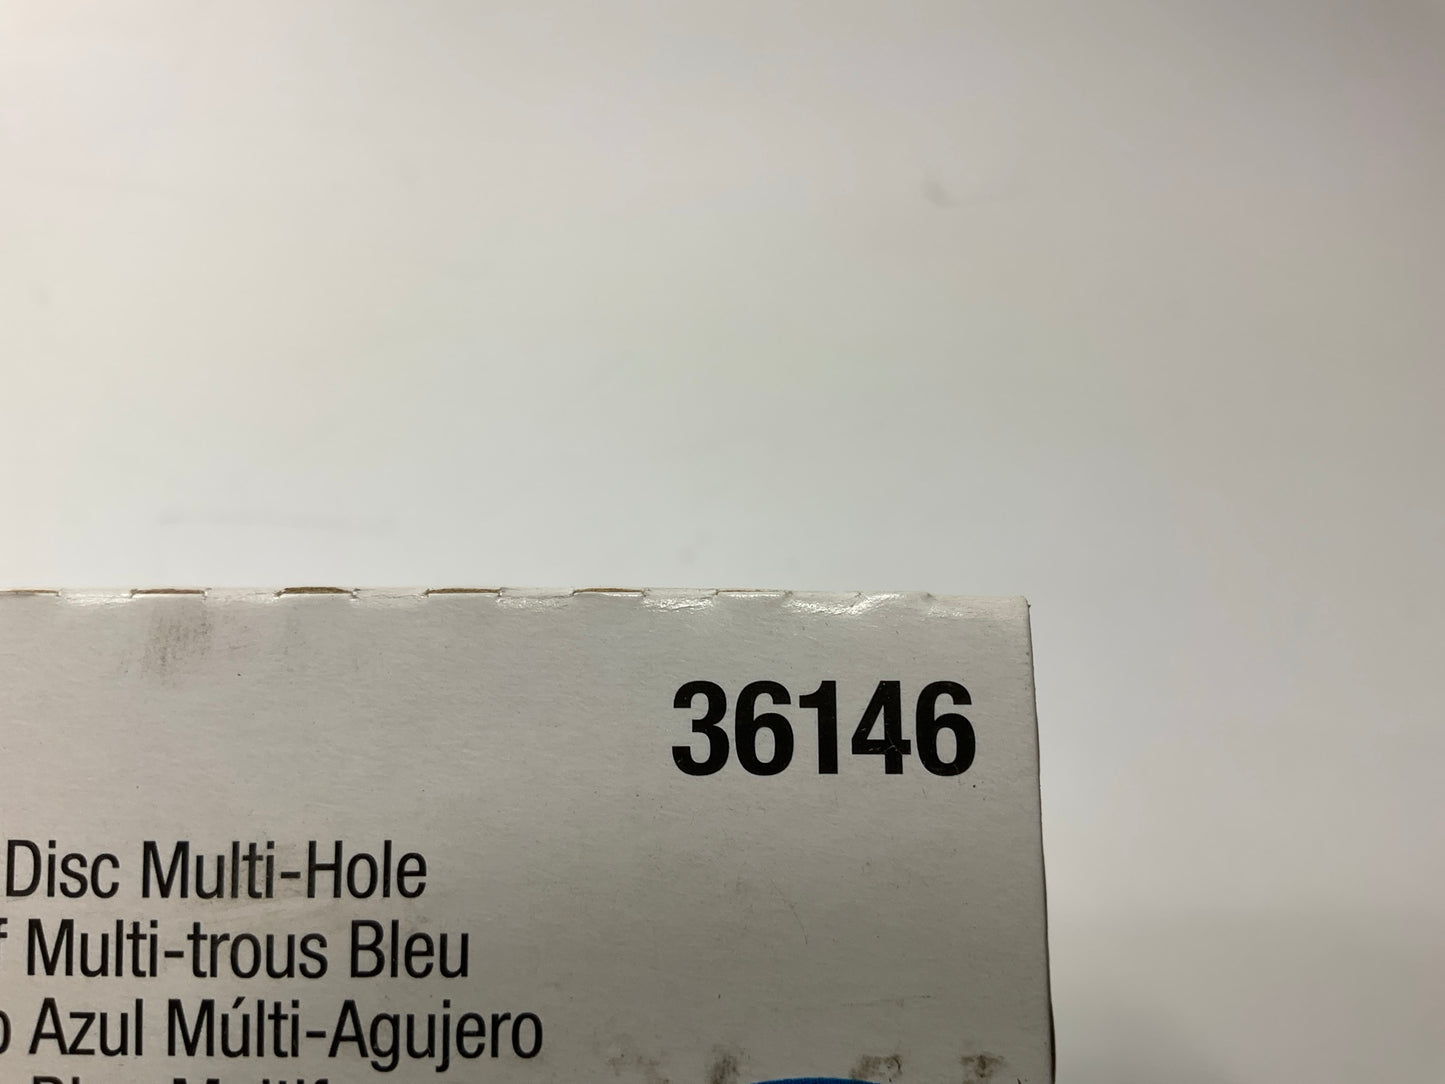 36146
Disc Multi-Hole
f Multi-trous Bleu
o Azul Múlti-Agujero